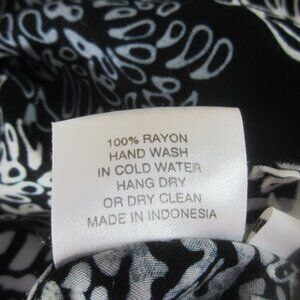 100% RAYON
HAND WASH
IN COLD WATER
HANG DRY
OR DRY CLEAN
MADE IN INDONESIA